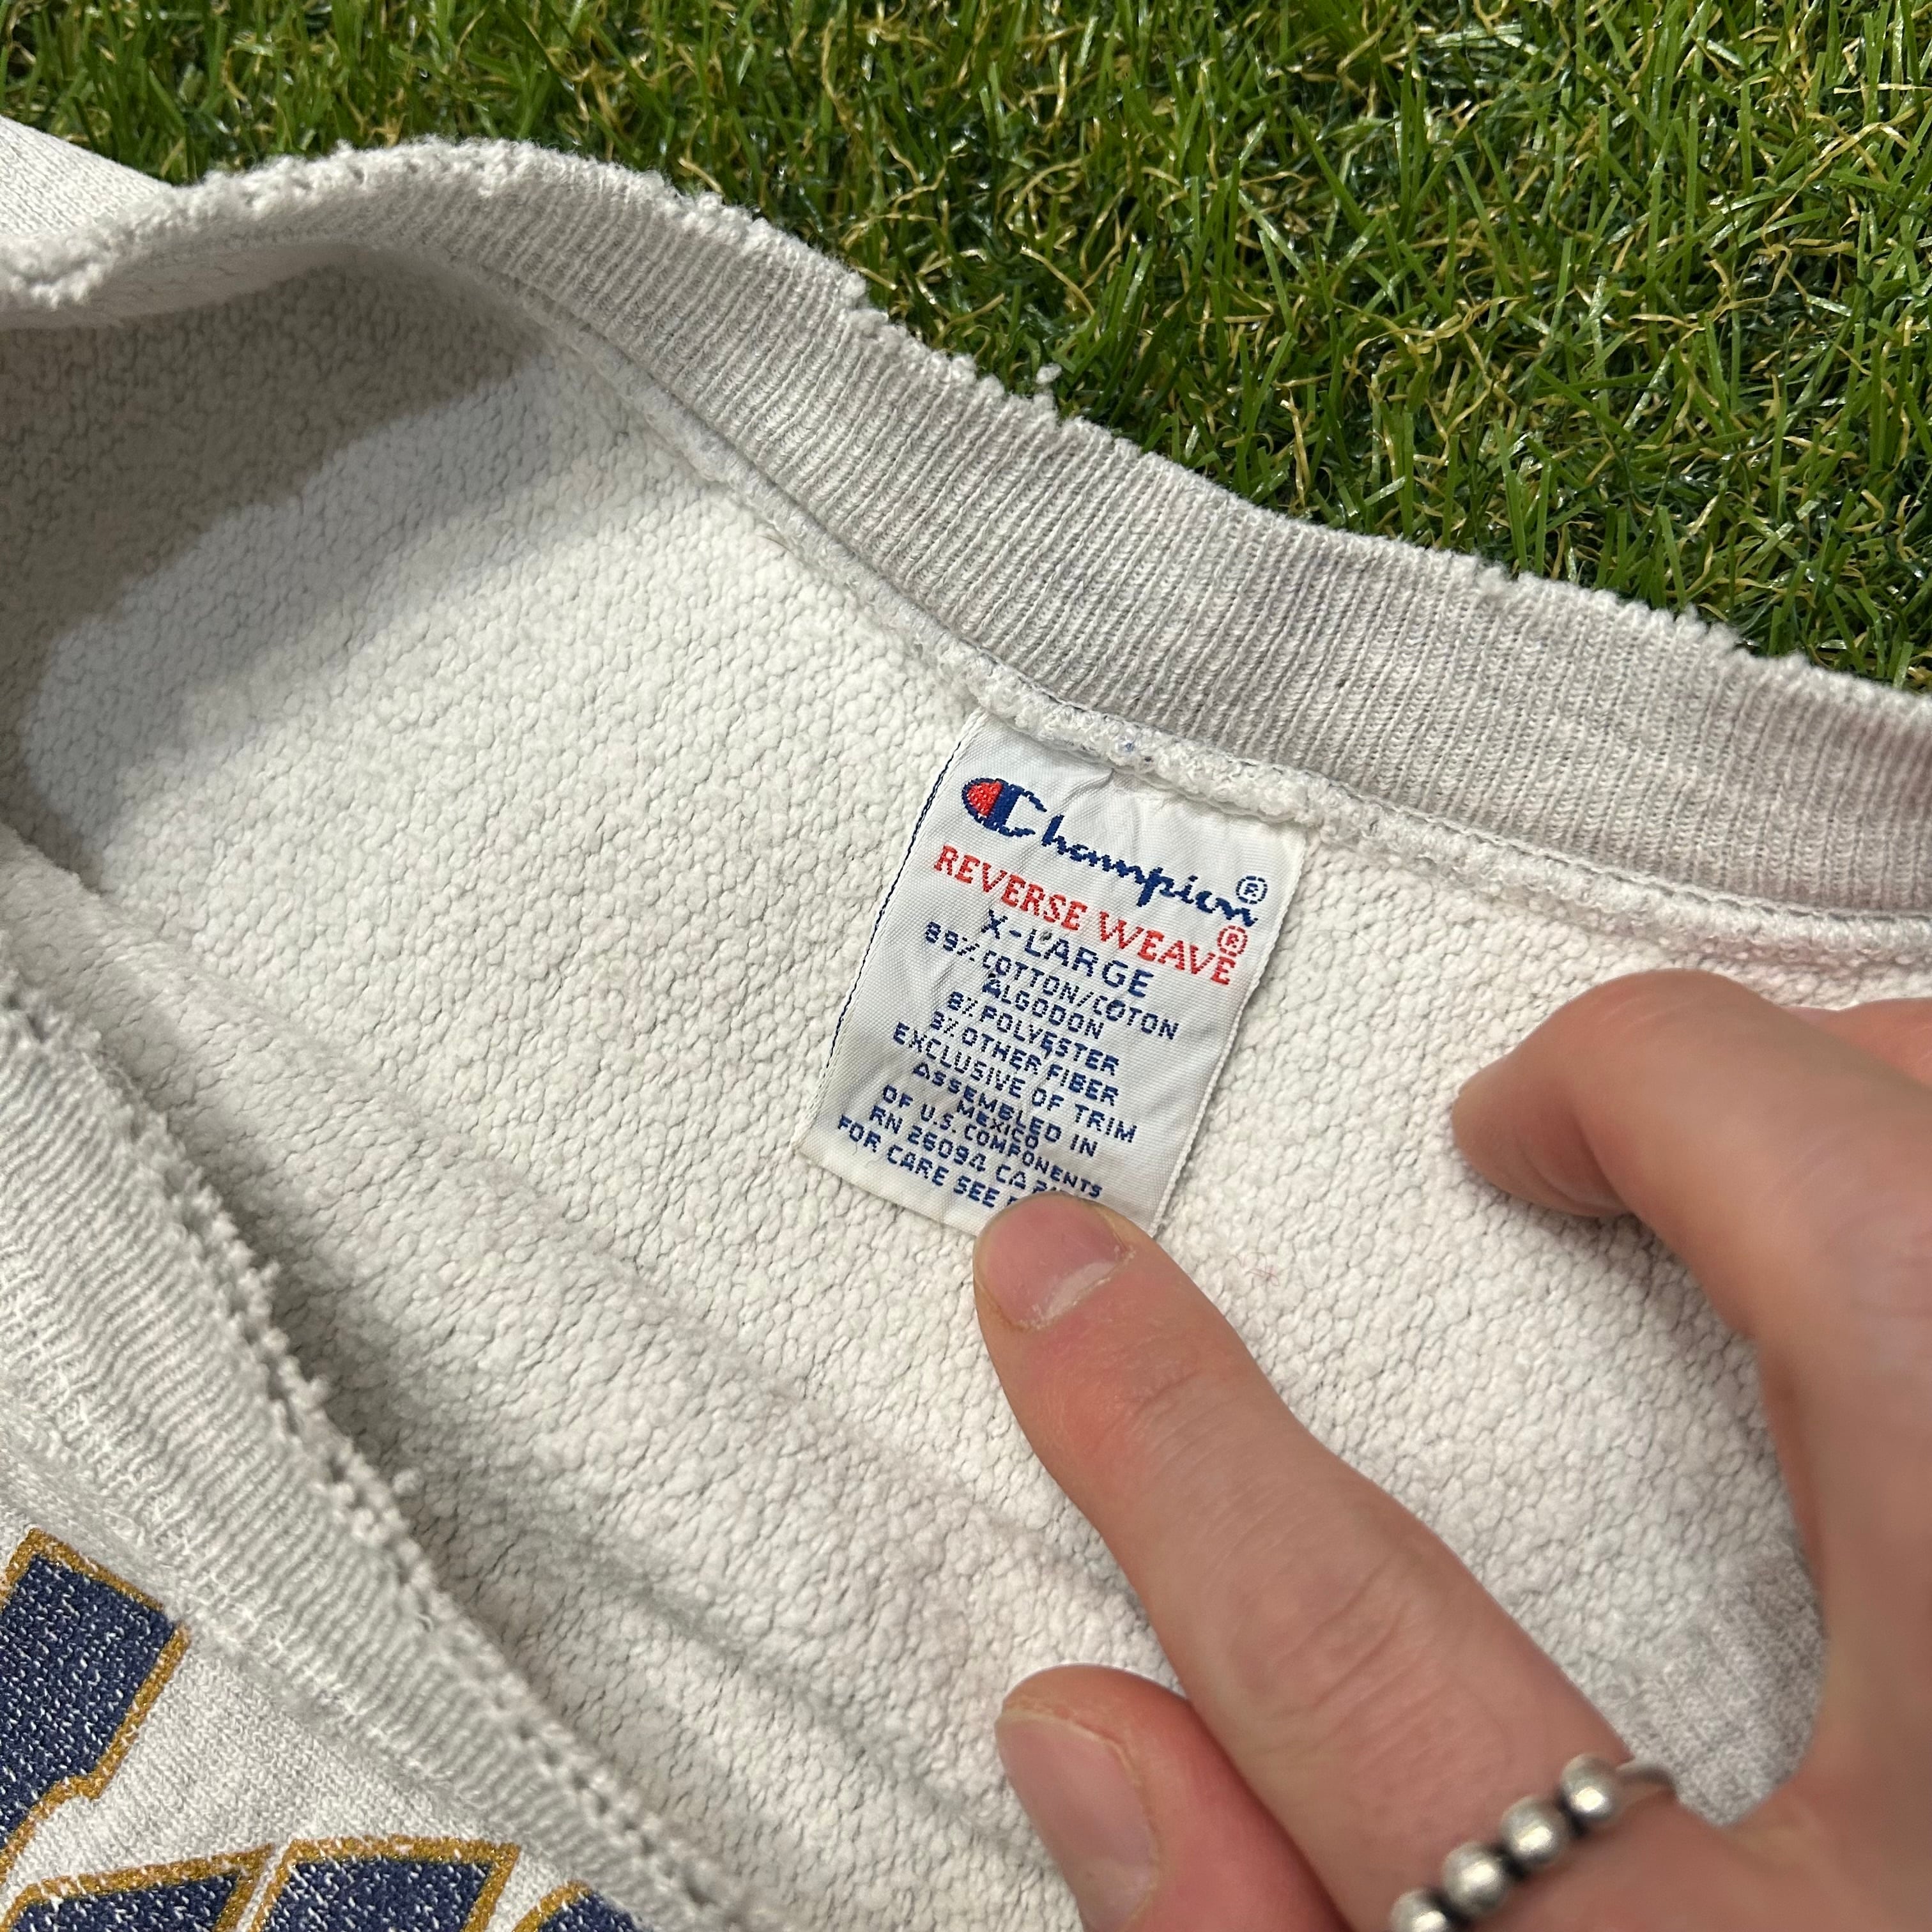 Champion®
REVERSE WEAVE®
X-LARGE
89% COTTON/COTON
ALGODON
8% POLYESTER
3% OTHER FIBER
EXCLUSIVE OF TRIM
ASSEMBLED IN
MEXICO
OF U.S. COMPONENTS
RN 26094 CA
FOR CARE SEE